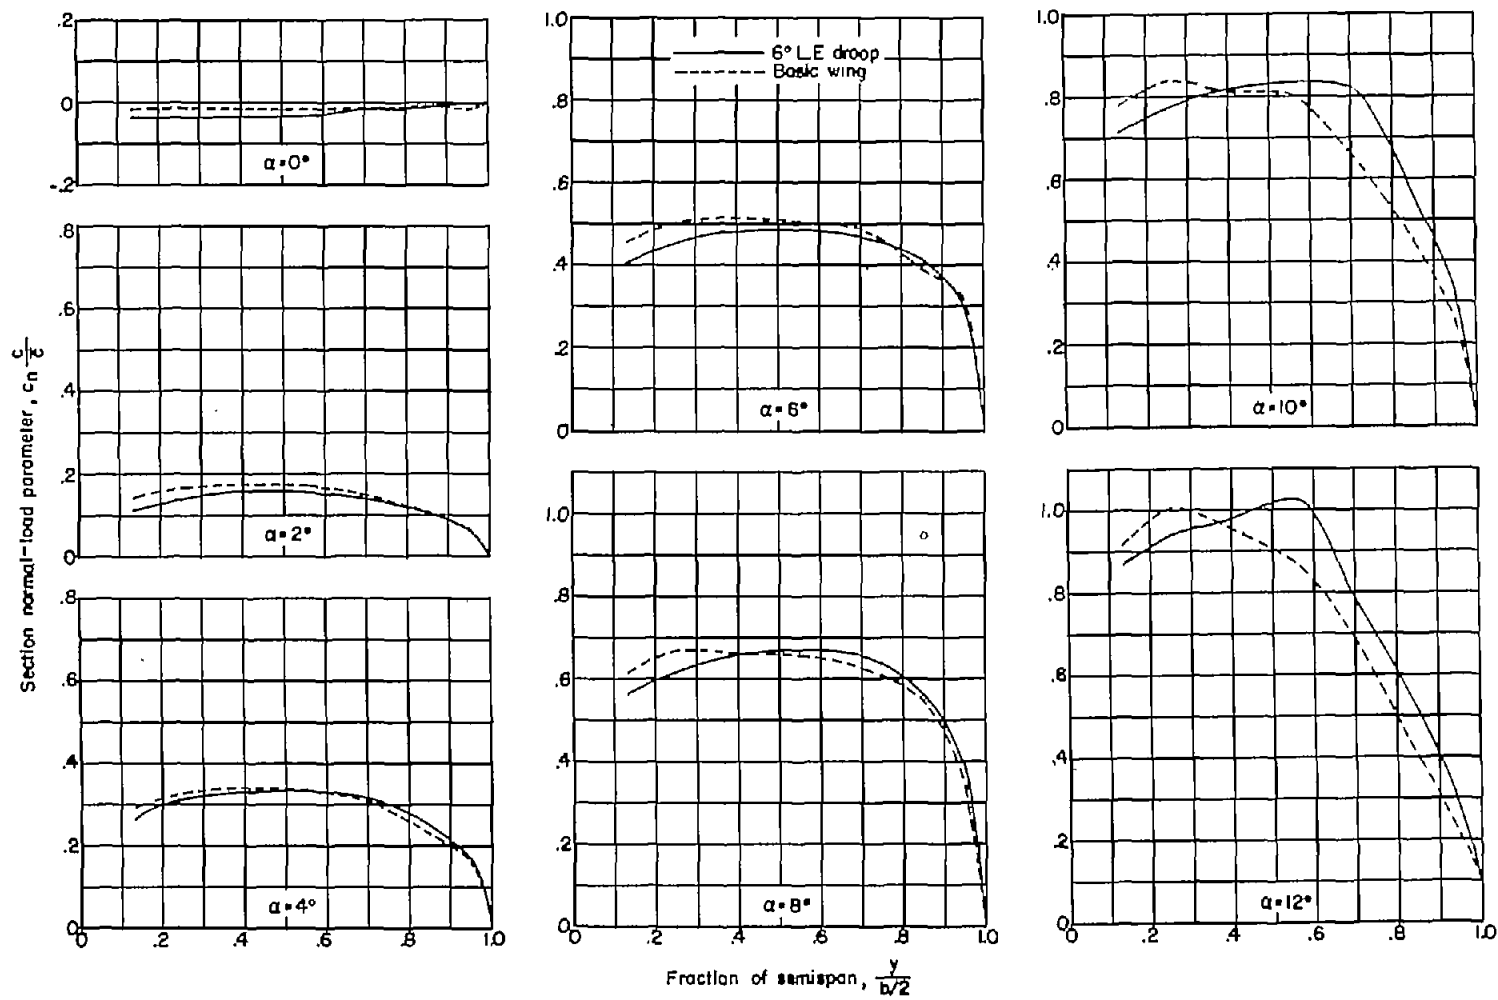 .2
0
-.2
α=0°
.8
.6
.4
.2
0
α=2°
.8
.6
.4
.2
0
α=4°
0 .2 .4 .6 .8 1.0
1.0
.8
.6
.4
.2
0
6° L.E droop
Basic wing
α=6°
1.0
.8
.6
.4
.2
0
α=8°
0 .2 .4 .6 .8 1.0
1.0
.8
.6
.4
.2
0
α=10°
1.0
.8
.6
.4
.2
0
α=12°
0 .2 .4 .6 .8 1.0
Section normal-load parameter, cn c/c̄
Fraction of semispan, y/b/2